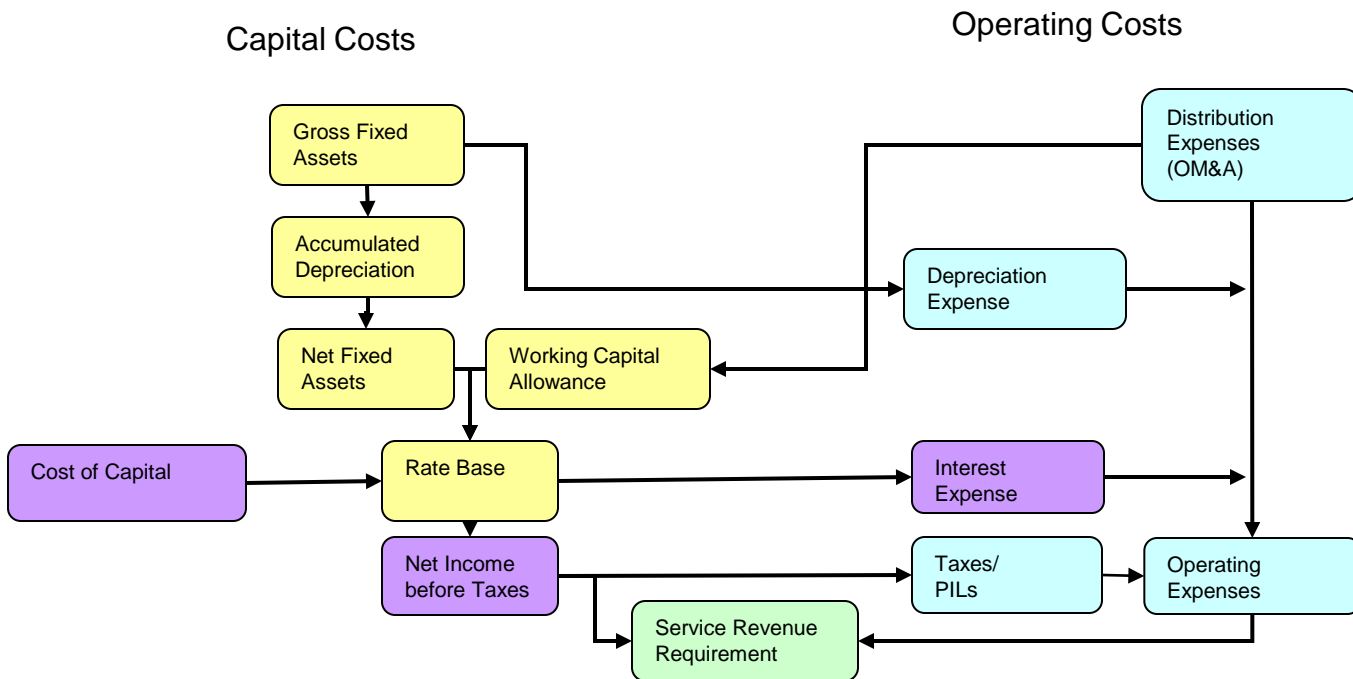 Capital Costs
Operating Costs
Gross Fixed
Assets
Distribution
Expenses
(OM&A)
Accumulated
Depreciation
Depreciation
Expense
Net Fixed
Assets
Working Capital
Allowance
Cost of Capital
Rate Base
Interest
Expense
Net Income
before Taxes
Taxes/
PILs
Operating
Expenses
Service Revenue
Requirement